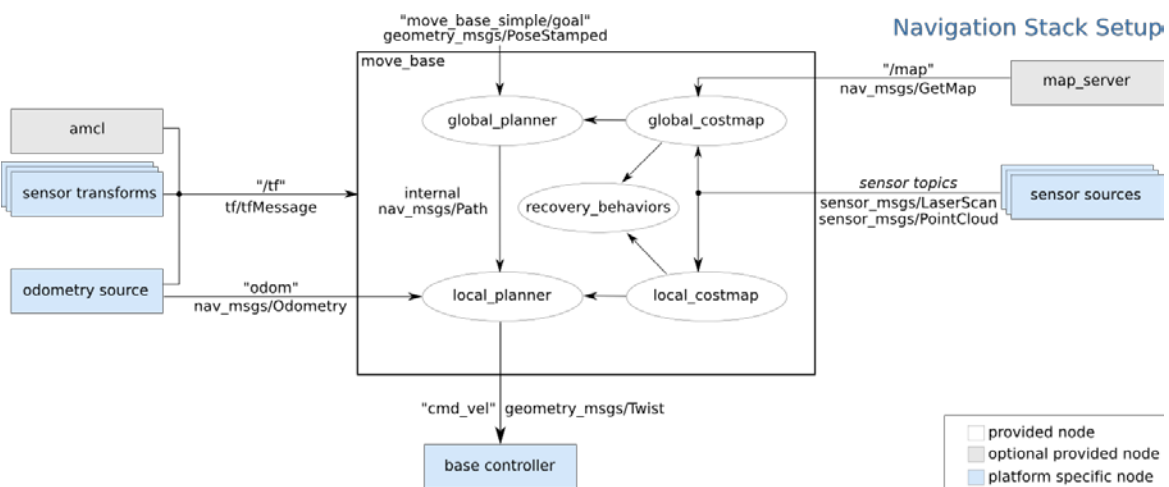 "move_base_simple/goal"
geometry_msgs/PoseStamped
Navigation Stack Setup
move_base
"/map"
nav_msgs/GetMap
map_server
amcl
global_planner
global_costmap
sensor transforms
"/tf"
tf/tfMessage
internal
nav_msgs/Path
recovery_behaviors
sensor topics
sensor_msgs/LaserScan
sensor_msgs/PointCloud
sensor sources
odometry source
"odom"
nav_msgs/Odometry
local_planner
local_costmap
"cmd_vel" geometry_msgs/Twist
base controller
provided node
optional provided node
platform specific node